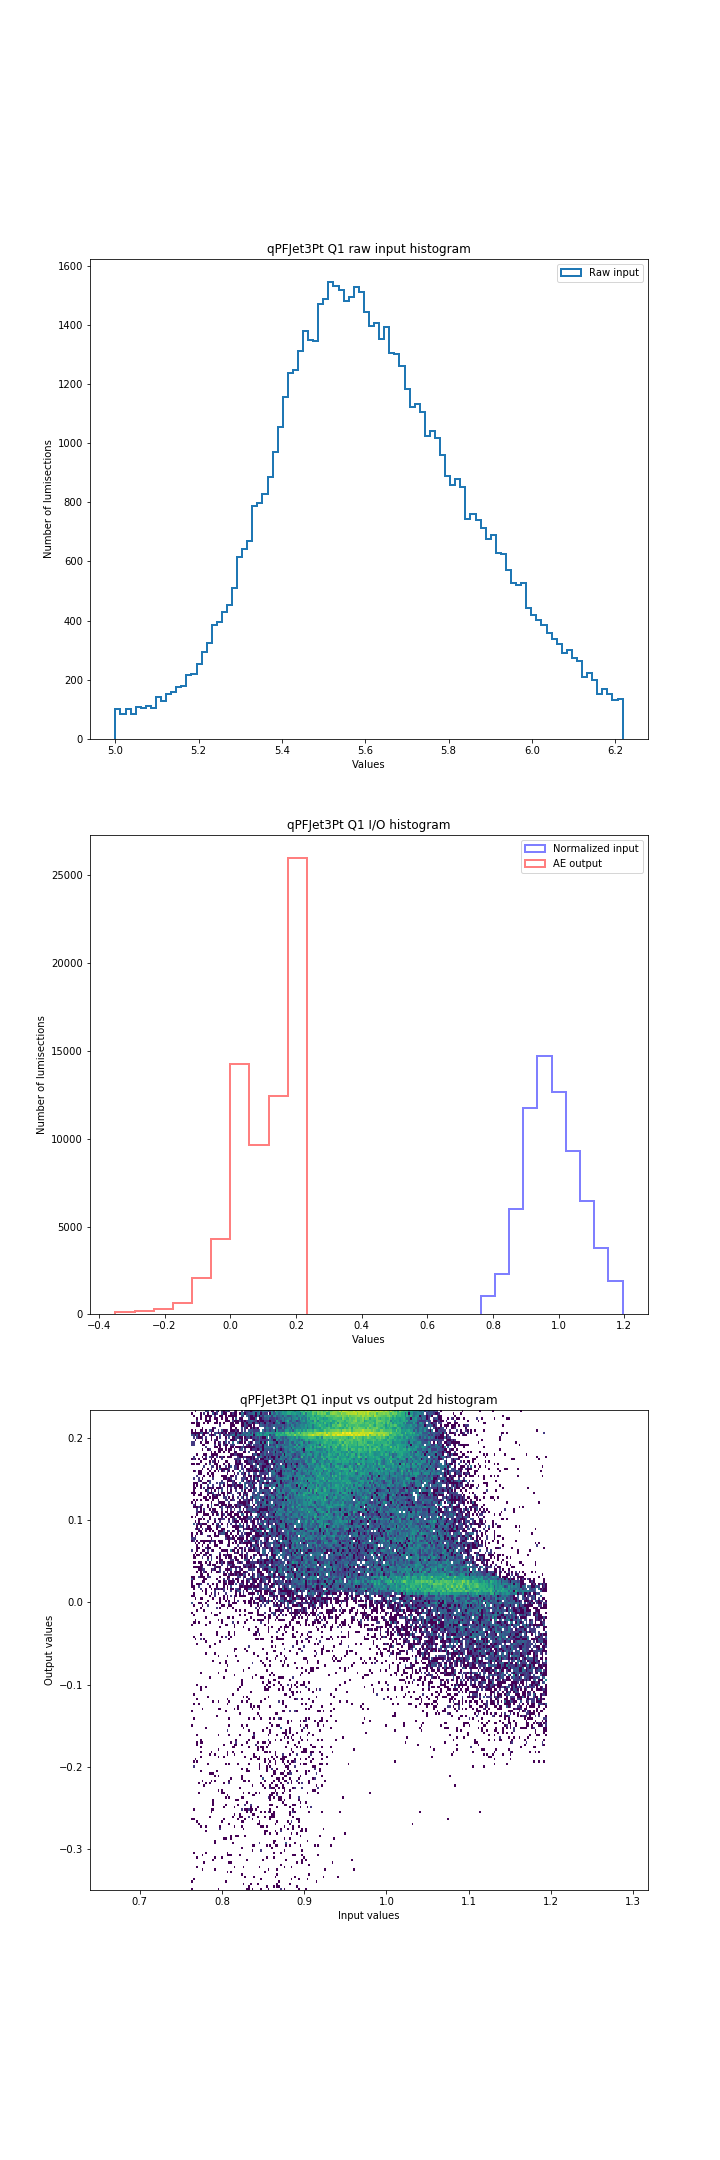 qPFJet3Pt Q1 raw input histogram
Raw input
1600
1400
1200
1000
800
600
400
200
0
Number of lumisections
5.0 5.2 5.4 5.6 5.8 6.0 6.2
Values
qPFJet3Pt Q1 I/O histogram
Normalized input
AE output
25000
20000
15000
10000
5000
0
Number of lumisections
−0.4 −0.2 0.0 0.2 0.4 0.6 0.8 1.0 1.2
Values
qPFJet3Pt Q1 input vs output 2d histogram
0.2
0.1
0.0
−0.1
−0.2
−0.3
Output values
0.7 0.8 0.9 1.0 1.1 1.2 1.3
Input values